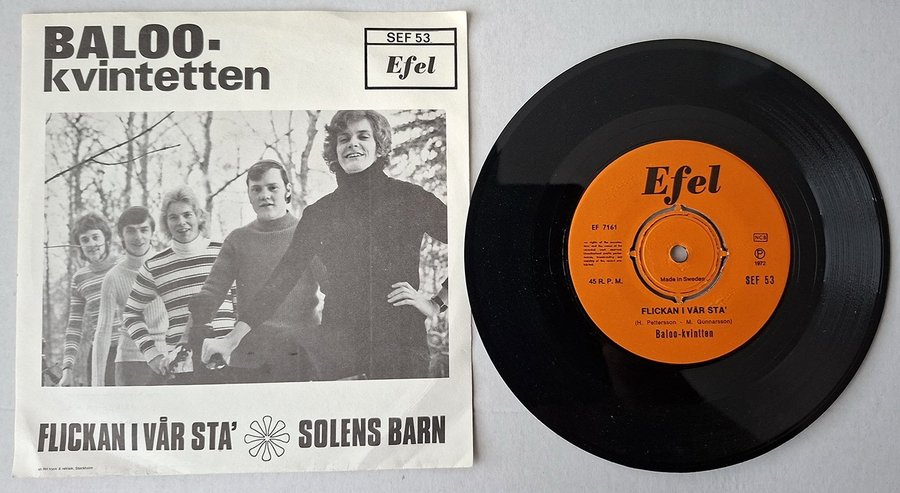 BALOO-
kvintetten
SEF 53
Efel
FLICKAN I VÅR STA' SOLENS BARN
Efel
EF 7161
NCB
P
1972
45 R. P. M.
Made in Sweden
SEF 53
FLICKAN I VÅR STA'
(H. Pettersson - M. Gunnarsson)
Baloo-kvintten